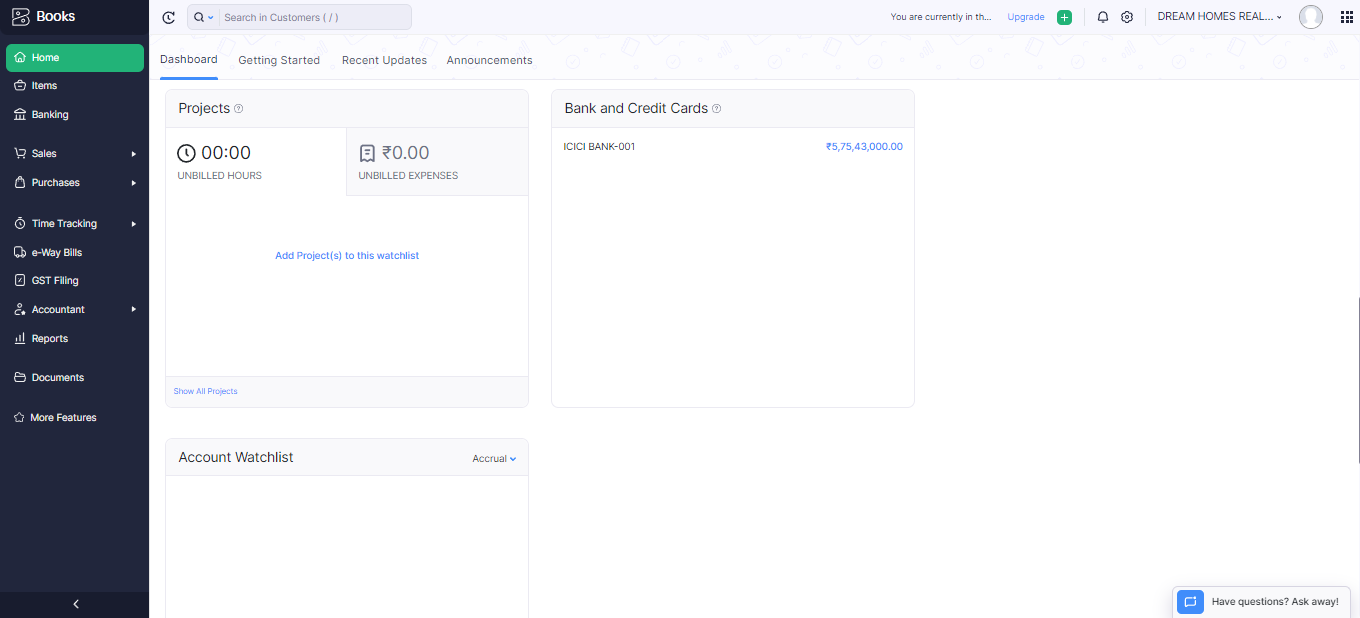 Books
Search in Customers ( / )
You are currently in th...
Upgrade
DREAM HOMES REAL...
Home
Items
Banking
Sales
Purchases
Time Tracking
e-Way Bills
GST Filing
Accountant
Reports
Documents
More Features
Dashboard
Getting Started
Recent Updates
Announcements
Projects
00:00
UNBILLED HOURS
₹0.00
UNBILLED EXPENSES
Add Project(s) to this watchlist
Show All Projects
Bank and Credit Cards
ICICI BANK-001
₹5,75,43,000.00
Account Watchlist
Accrual
Have questions? Ask away!